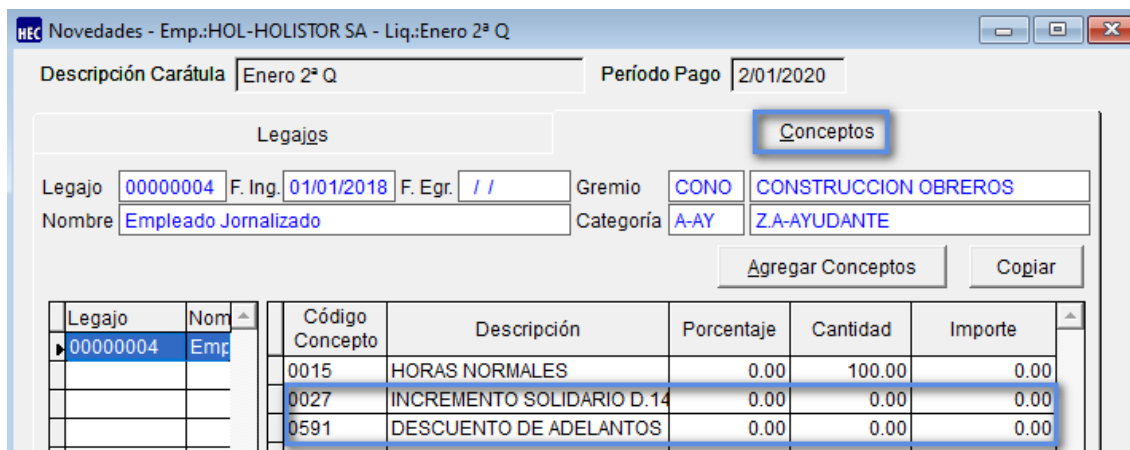 HEC Novedades - Emp.:HOL-HOLISTOR SA - Liq.:Enero 2ª Q
Descripción Carátula Enero 2ª Q Período Pago 2/01/2020
Legajos Conceptos
Legajo 00000004 F. Ing. 01/01/2018 F. Egr. / / Gremio CONO CONSTRUCCION OBREROS
Nombre Empleado Jornalizado Categoría A-AY Z.A-AYUDANTE
Agregar Conceptos Copiar
Legajo Nom Código Concepto Descripción Porcentaje Cantidad Importe
00000004 Emp
0015 HORAS NORMALES 0.00 100.00 0.00
0027 INCREMENTO SOLIDARIO D.14 0.00 0.00 0.00
0591 DESCUENTO DE ADELANTOS 0.00 0.00 0.00